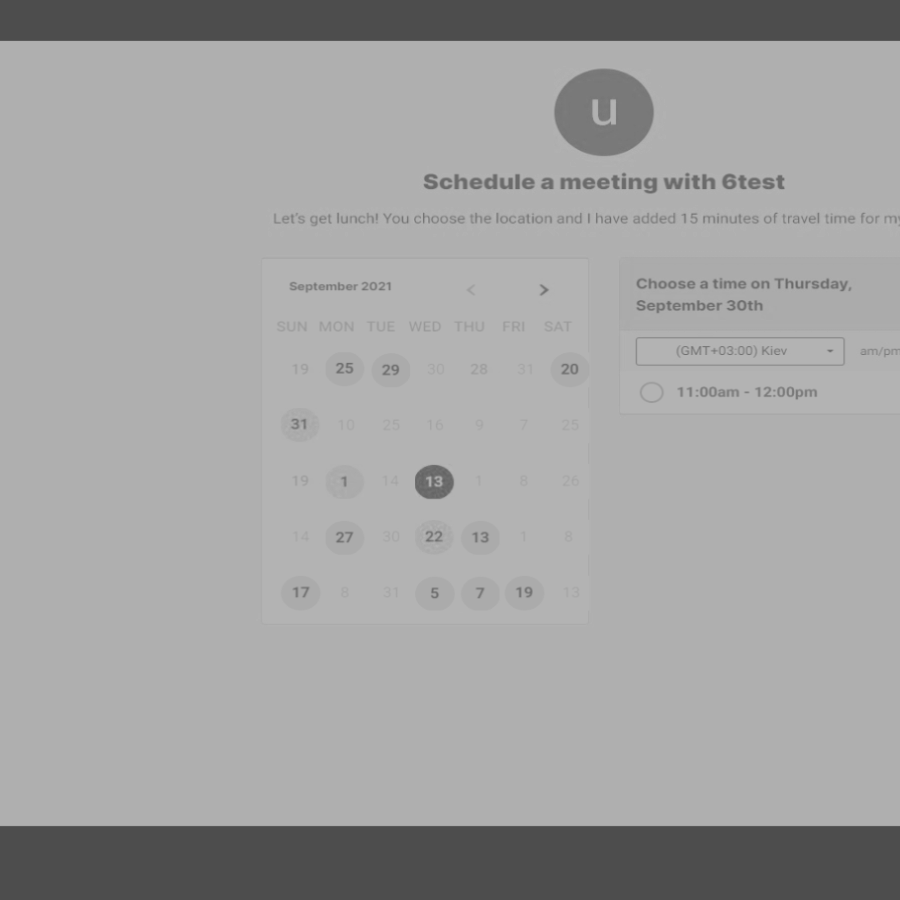 u
Schedule a meeting with 6test
Let's get lunch! You choose the location and I have added 15 minutes of travel time for my
September 2021 < >
SUN MON TUE WED THU FRI SAT
19 25 29 30 28 31 20
31 10 25 16 9 7 25
19 1 14 13 1 8 26
14 27 30 22 13 1 8
17 8 31 5 7 19 13
Choose a time on Thursday,
September 30th
(GMT+03:00) Kiev am/pm
11:00am - 12:00pm